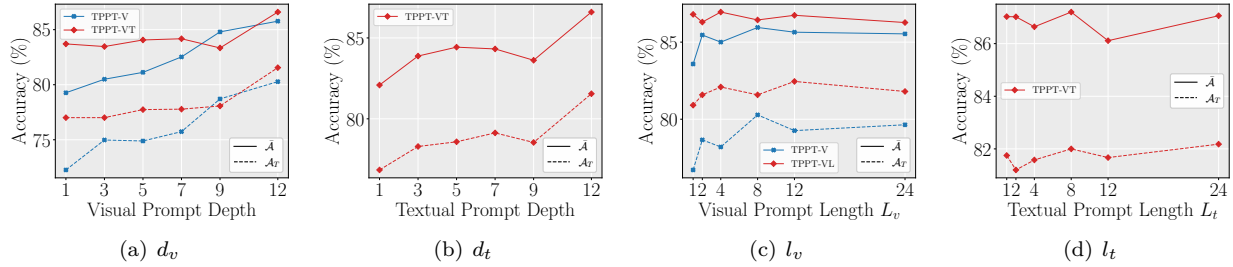 Accuracy (%)
85
80
75
TPPT-V
TPPT-VT
Ā
A_T
1 3 5 7 9 12
Visual Prompt Depth
(a) d_v
Accuracy (%)
85
80
TPPT-VT
Ā
A_T
1 3 5 7 9 12
Textual Prompt Depth
(b) d_t
Accuracy (%)
85
80
TPPT-V
TPPT-VL
Ā
A_T
1 2 4 8 12 24
Visual Prompt Length L_v
(c) l_v
Accuracy (%)
86
84
82
TPPT-VT
Ā
A_T
1 2 4 8 12 24
Textual Prompt Length L_t
(d) l_t